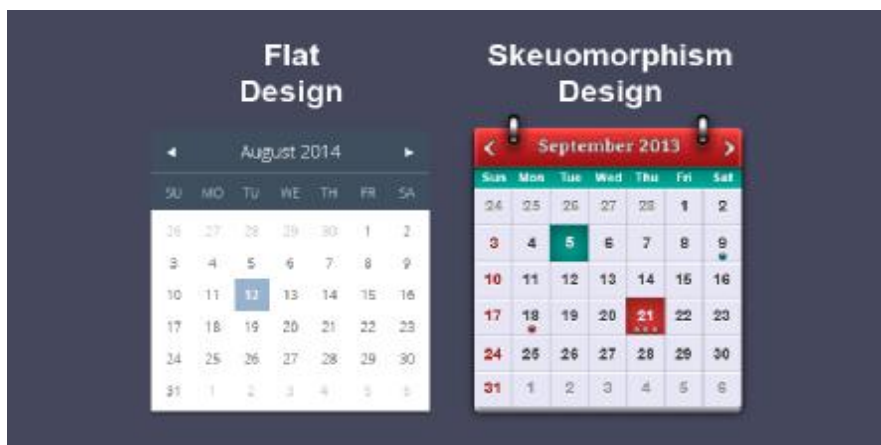 Flat
Design
August 2014
SU MO TU WE TH FR SA
26 27 28 29 30 1 2
3 4 5 6 7 8 9
10 11 12 13 14 15 16
17 18 19 20 21 22 23
24 25 26 27 28 29 30
31 1 2 3 4 5 6
Skeuomorphism
Design
September 2013
Sun Mon Tue Wed Thu Fri Sat
24 25 26 27 28 1 2
3 4 5 6 7 8 9
10 11 12 13 14 15 16
17 18 19 20 21 22 23
24 25 26 27 28 29 30
31 1 2 3 4 5 6